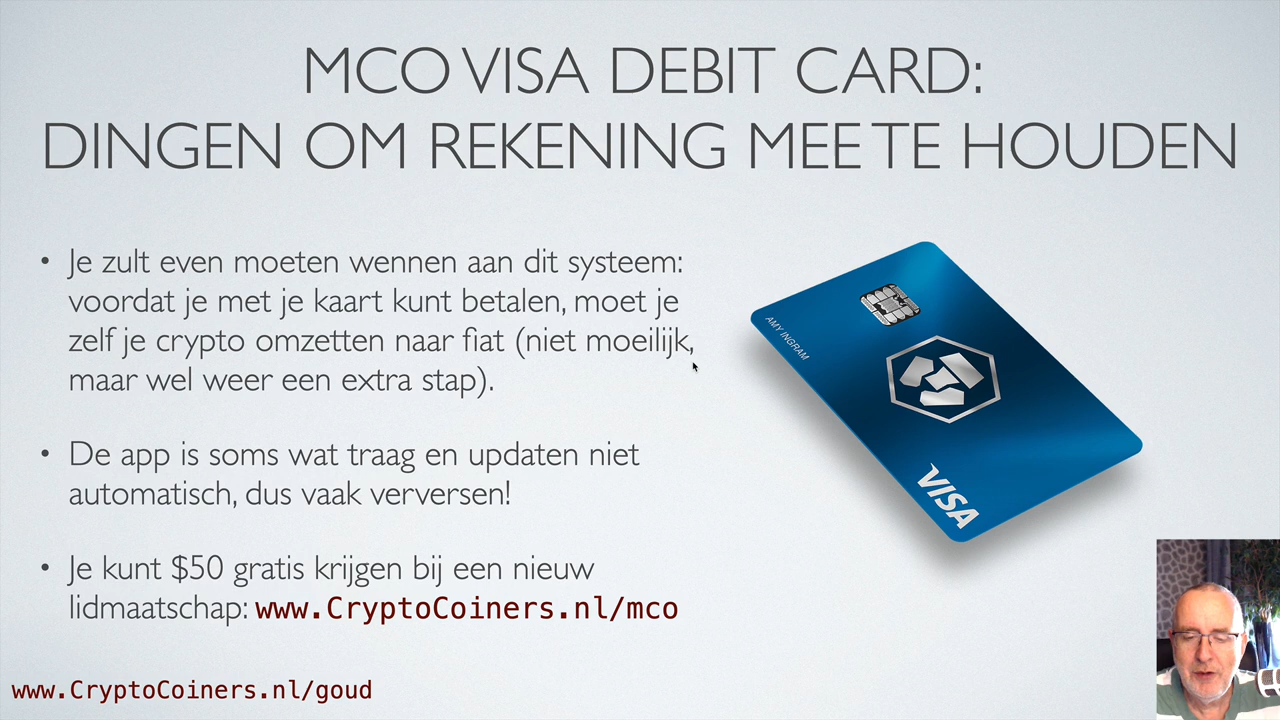 MCO VISA DEBIT CARD:
DINGEN OM REKENING MEE TE HOUDEN
• Je zult even moeten wennen aan dit systeem:
voordat je met je kaart kunt betalen, moet je
zelf je crypto omzetten naar fiat (niet moeilijk,
maar wel weer een extra stap).
• De app is soms wat traag en updaten niet
automatisch, dus vaak verversen!
• Je kunt $50 gratis krijgen bij een nieuw
lidmaatschap: www.CryptoCoiners.nl/mco
AMY INGRAM
VISA
www.CryptoCoiners.nl/goud